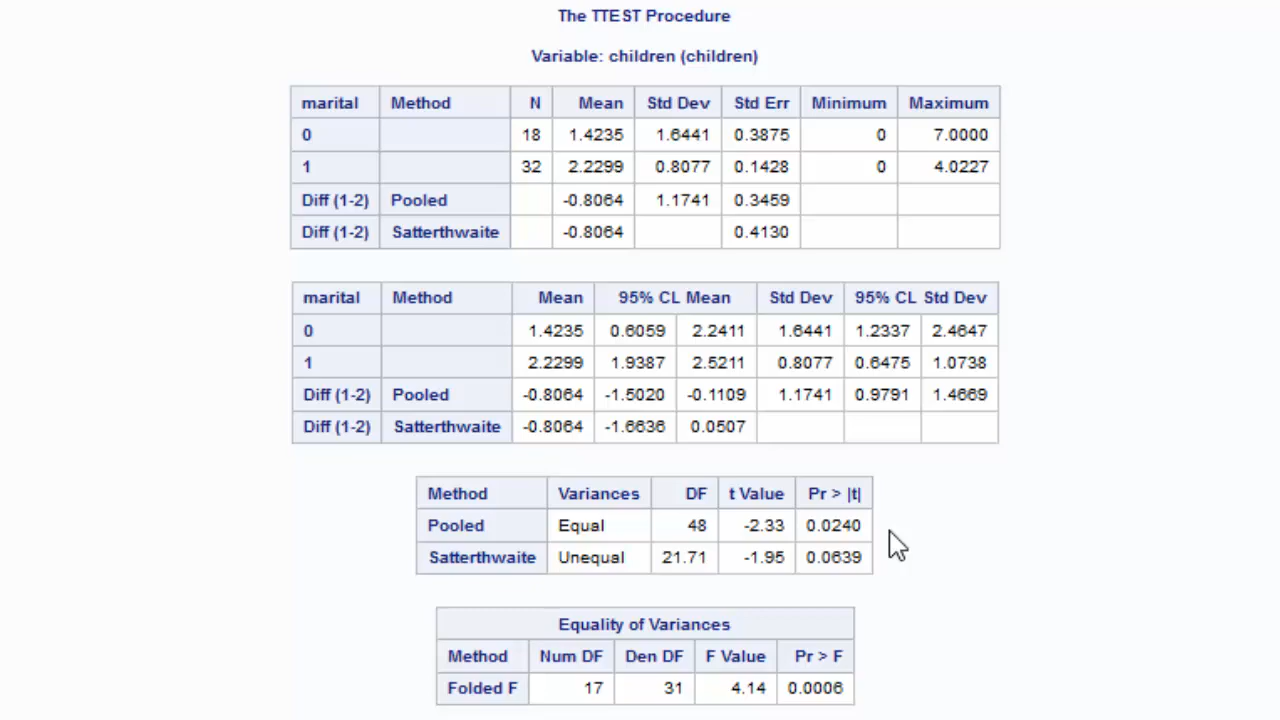 The TTEST Procedure
Variable: children (children)
marital Method N Mean Std Dev Std Err Minimum Maximum
0 18 1.4235 1.6441 0.3875 0 7.0000
1 32 2.2299 0.8077 0.1428 0 4.0227
Diff (1-2) Pooled -0.8064 1.1741 0.3459
Diff (1-2) Satterthwaite -0.8064 0.4130
marital Method Mean 95% CL Mean Std Dev 95% CL Std Dev
0 1.4235 0.6059 2.2411 1.6441 1.2337 2.4647
1 2.2299 1.9387 2.5211 0.8077 0.6475 1.0738
Diff (1-2) Pooled -0.8064 -1.5020 -0.1109 1.1741 0.9791 1.4669
Diff (1-2) Satterthwaite -0.8064 -1.6636 0.0507
Method Variances DF t Value Pr > |t|
Pooled Equal 48 -2.33 0.0240
Satterthwaite Unequal 21.71 -1.95 0.0639
Equality of Variances
Method Num DF Den DF F Value Pr > F
Folded F 17 31 4.14 0.0006